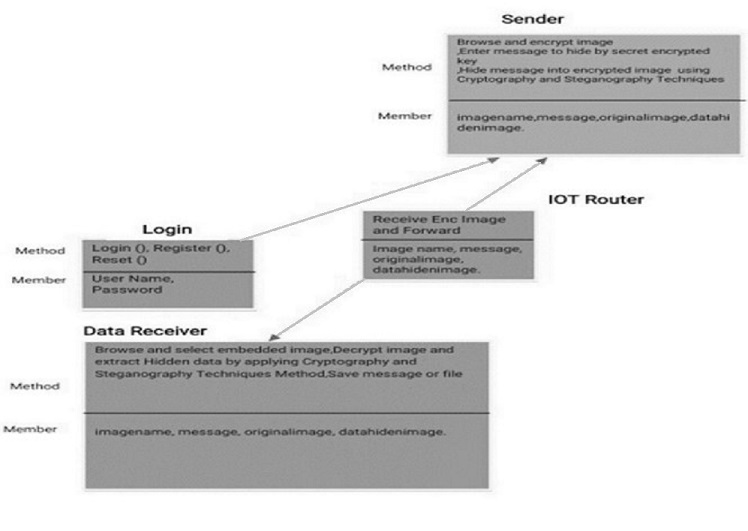 Sender
Method
Browse and encrypt image
,Enter message to hide by secret encrypted
key
,Hide message into encrypted image using
Cryptography and Steganography Techniques
Member
imagename,message,originalimage,datahi
denimage.
IOT Router
Receive Enc Image
and Forward
Image name, message,
originalimage,
datahidenimage.
Login
Method
Login (), Register (),
Reset ()
Member
User Name,
Password
Data Receiver
Method
Browse and select embedded image,Decrypt image and
extract Hidden data by applying Cryptography and
Steganography Techniques Method,Save message or file
Member
imagename, message, originalimage, datahidenimage.